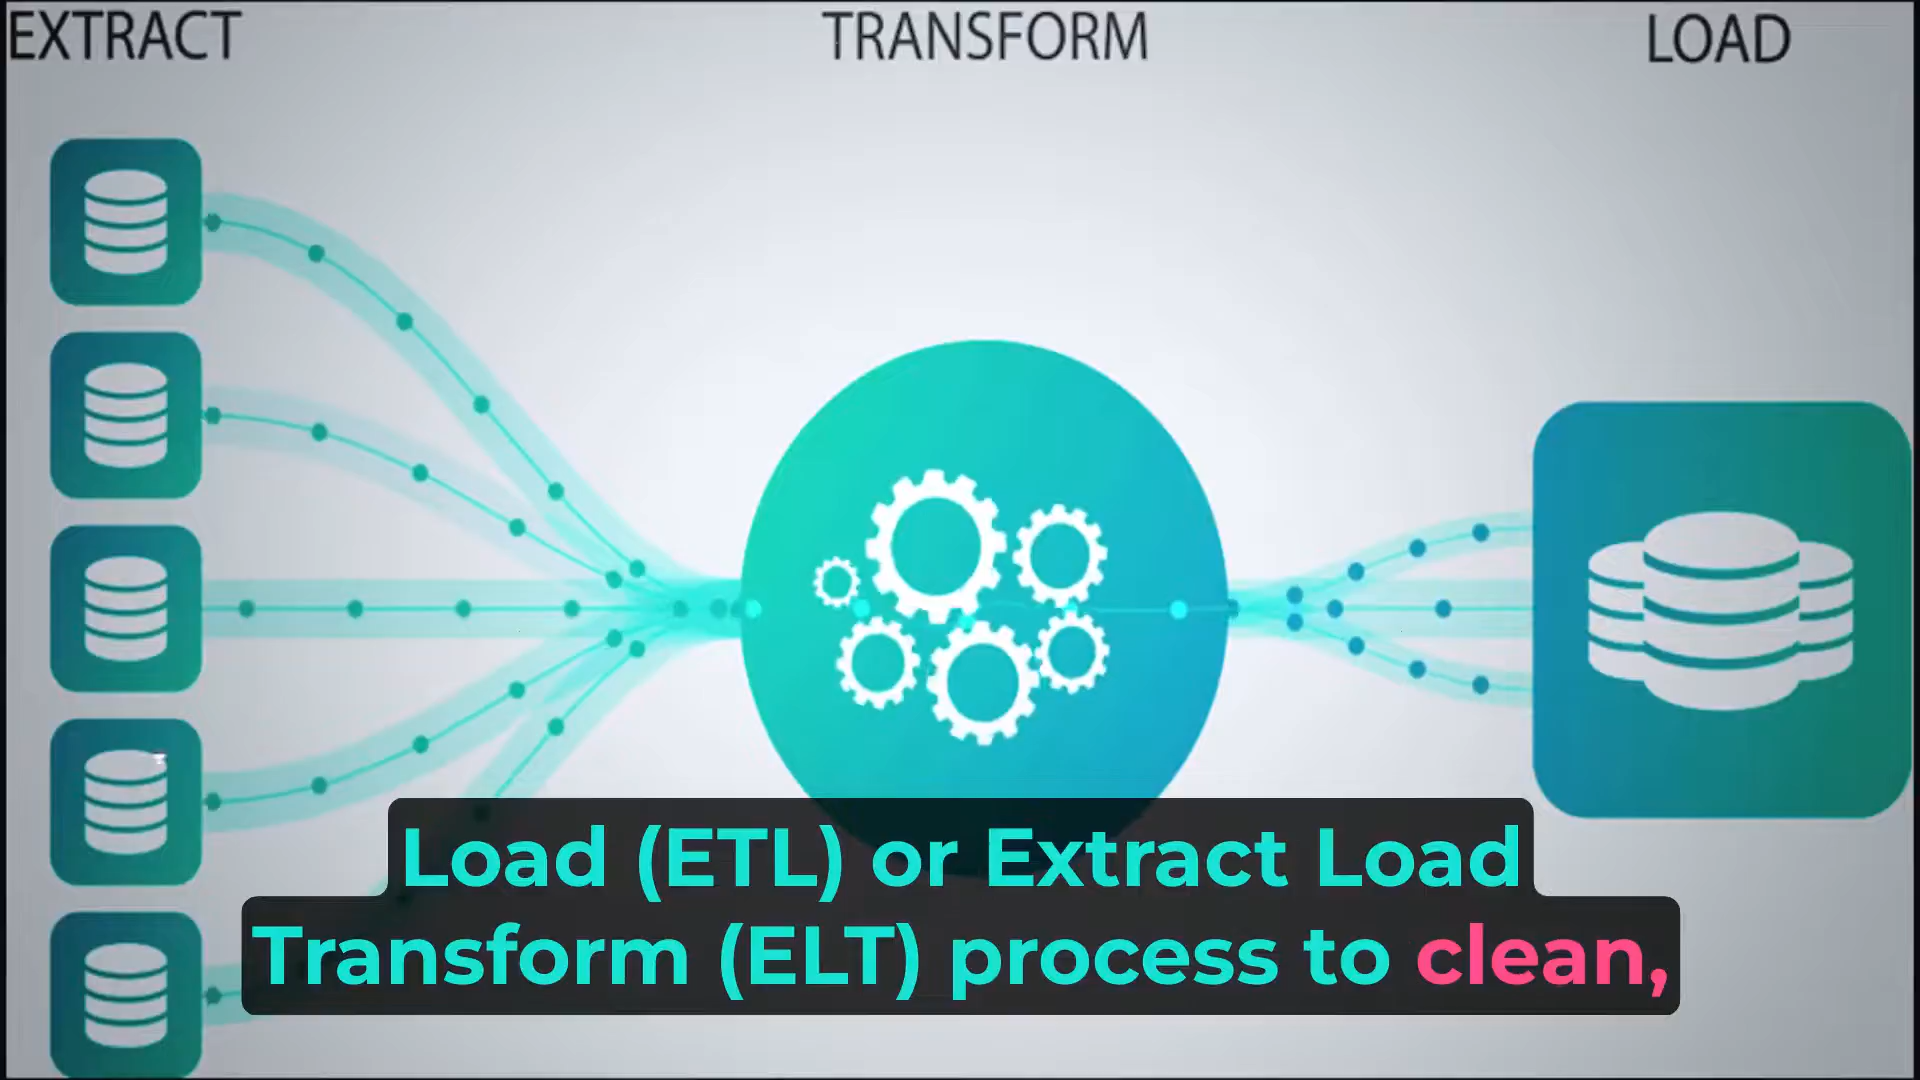 EXTRACT
TRANSFORM
LOAD
Load (ETL) or Extract Load
Transform (ELT) process to clean,